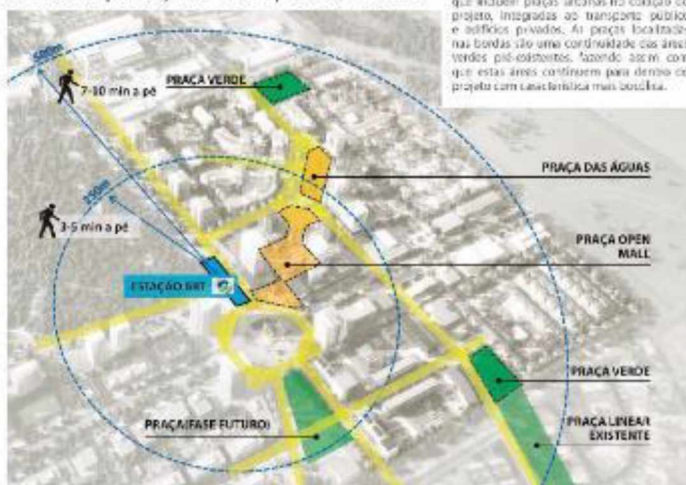 que incluem praças urbanas no coração do
projeto, integradas ao transporte público
e edifícios privados. As praças localizadas
nas bordas são uma continuidade das áreas
verdes pré-existentes, fazendo assim com
que estas áreas continuem para dentro do
projeto com característica mais bucólica.
500m
7-10 min a pé
PRAÇA VERDE
PRAÇA DAS ÁGUAS
250m
3-5 min a pé
PRAÇA OPEN
MALL
ESTAÇÃO BRT
PRAÇA VERDE
PRAÇA(FASE FUTURO)
PRAÇA LINEAR
EXISTENTE